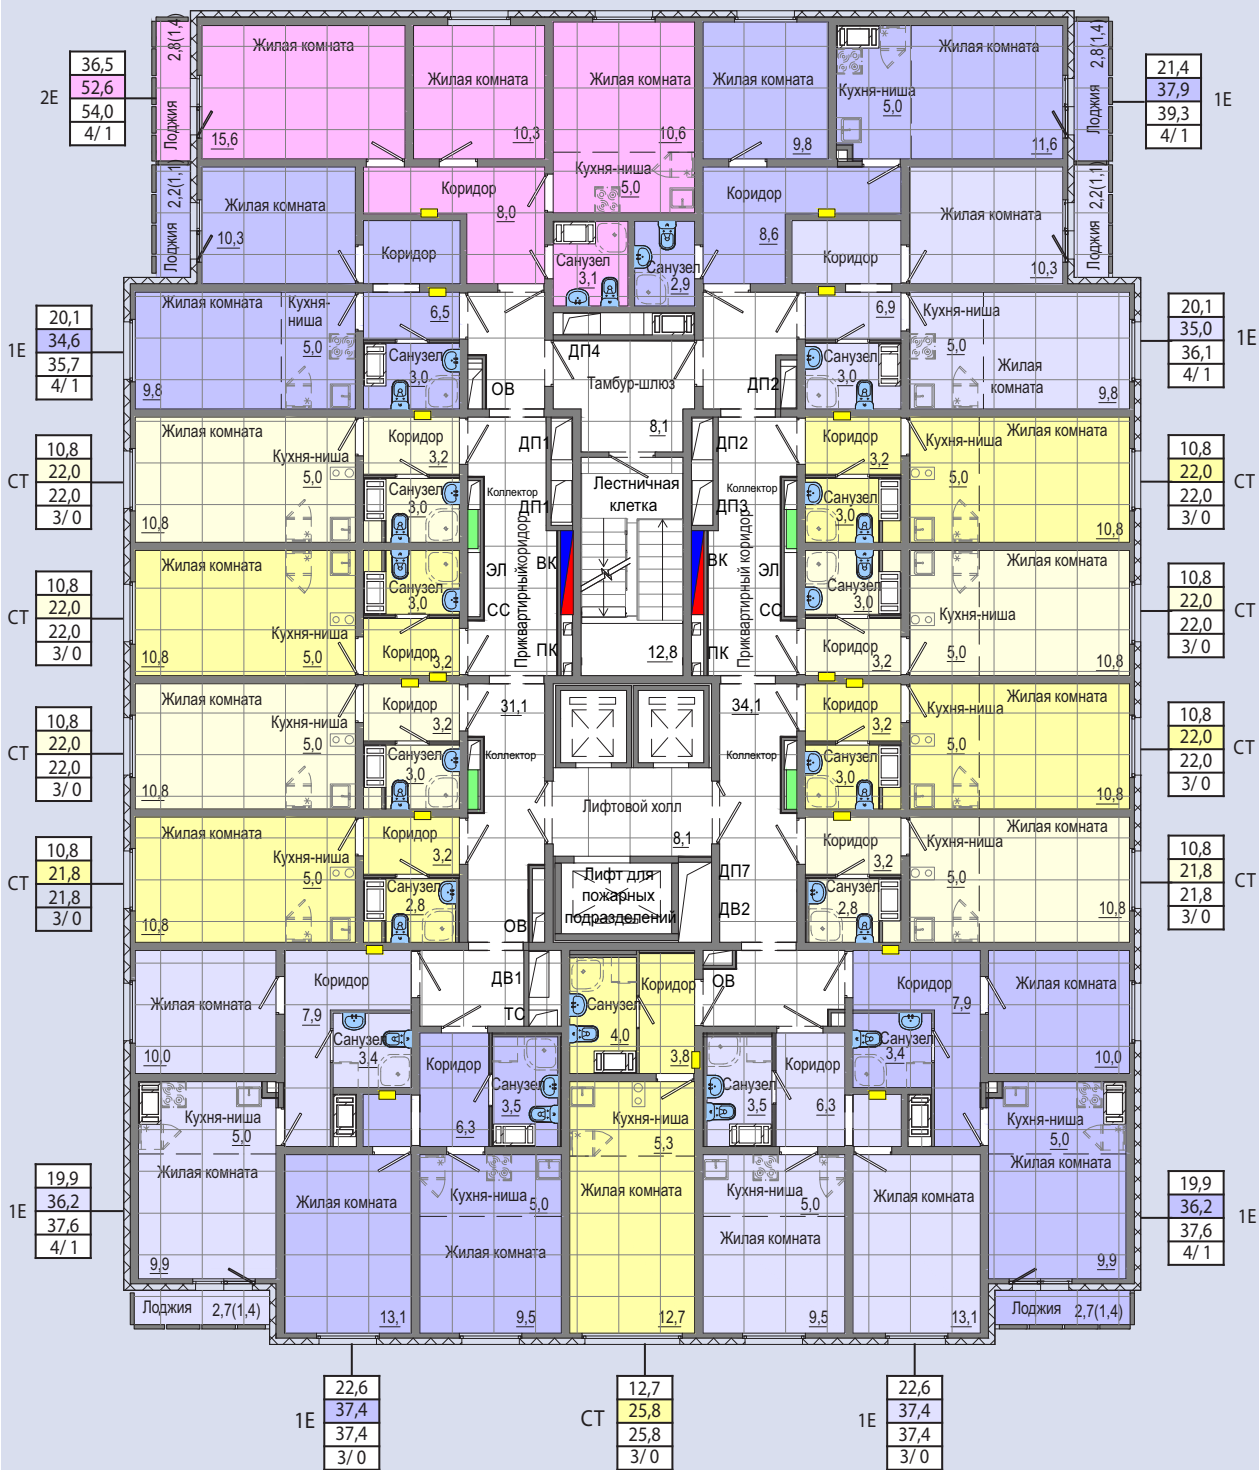 2Е
36,5
52,6
54,0
4/ 1
2,8(1,4)
Лоджия
Жилая комната
15,6
Жилая комната
10,3
Жилая комната
10,6
Кухня-ниша
5,0
Жилая комната
9,8
Кухня-ниша
5,0
Жилая комната
11,6
2,8(1,4)
Лоджия
21,4
37,9
39,3
4/ 1
1Е
2,2(1,1)
Лоджия
Жилая комната
10,3
Коридор
8,0
Коридор
Санузел
3,1
Санузел
2,9
Коридор
8,6
Коридор
Жилая комната
10,3
2,2(1,1)
Лоджия
1Е
20,1
34,6
35,7
4/ 1
Жилая комната
9,8
Кухня-
ниша
5,0
6,5
Санузел
3,0
ОВ
ДП4
Тамбур-шлюз
8,1
ДП2
6,9
Санузел
3,0
Кухня-ниша
5,0
Жилая
комната
9,8
20,1
35,0
36,1
4/ 1
1Е
СТ
10,8
22,0
22,0
3/ 0
Жилая комната
Кухня-ниша
5,0
10,8
Коридор
3,2
Санузел
3,0
Коллектор
ДП1
ДП1
Лестничная
клетка
12,8
ДП2
ДП3
Коллектор
Коридор
3,2
Санузел
3,0
Кухня-ниша
5,0
Жилая комната
10,8
10,8
22,0
22,0
3/ 0
СТ
СТ
10,8
22,0
22,0
3/ 0
Жилая комната
Кухня-ниша
5,0
10,8
Санузел
3,0
Коридор
3,2
ЭЛ
СС
Приквартирныйкоридор
ВК
ПК
31,1
ВК
ПК
Приквартирный коридор
ЭЛ
СС
34,1
Санузел
3,0
Коридор
3,2
Жилая комната
Кухня-ниша
5,0
10,8
10,8
22,0
22,0
3/ 0
СТ
СТ
10,8
22,0
22,0
3/ 0
Жилая комната
Кухня-ниша
5,0
10,8
Коридор
3,2
Санузел
3,0
Коллектор
Лифтовой холл
8,1
Коллектор
Коридор
3,2
Санузел
3,0
Жилая комната
Кухня-ниша
5,0
10,8
10,8
22,0
22,0
3/ 0
СТ
СТ
10,8
21,8
21,8
3/ 0
Жилая комната
Кухня-ниша
5,0
10,8
Коридор
3,2
Санузел
2,8
ОВ
Лифт для
пожарных
подразделений
ДП7
ДВ2
Коридор
3,2
Санузел
2,8
Жилая комната
Кухня-ниша
5,0
10,8
10,8
21,8
21,8
3/ 0
СТ
Жилая комната
10,0
Коридор
7,9
Санузел
3,4
ДВ1
ТС
Санузел
4,0
Коридор
3,8
ОВ
Коридор
7,9
Санузел
3,4
Жилая комната
10,0
Коридор
6,3
Санузел
3,5
Санузел
3,5
Коридор
6,3
1Е
19,9
36,2
37,6
4/ 1
Кухня-ниша
5,0
Жилая комната
9,9
Жилая комната
13,1
Кухня-ниша
5,0
Жилая комната
9,5
Кухня-ниша
5,3
Жилая комната
12,7
Кухня-ниша
5,0
Жилая комната
9,5
Жилая комната
13,1
Кухня-ниша
5,0
Жилая комната
9,9
19,9
36,2
37,6
4/ 1
1Е
Лоджия 2,7(1,4)
Лоджия 2,7(1,4)
1Е
22,6
37,4
37,4
3/ 0
СТ
12,7
25,8
25,8
3/ 0
1Е
22,6
37,4
37,4
3/ 0